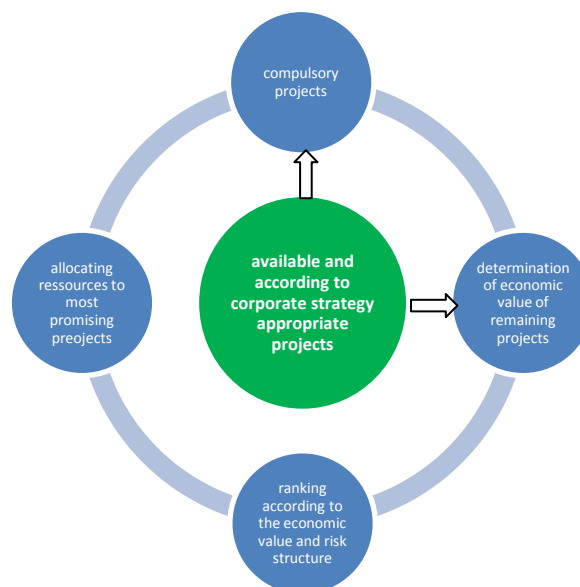 compulsory
projects
available and
according to
corporate strategy
appropriate
projects
determination
of economic
value of
remaining
projects
ranking
according to
the economic
value and risk
structure
allocating
ressources to
most
promising
preojects